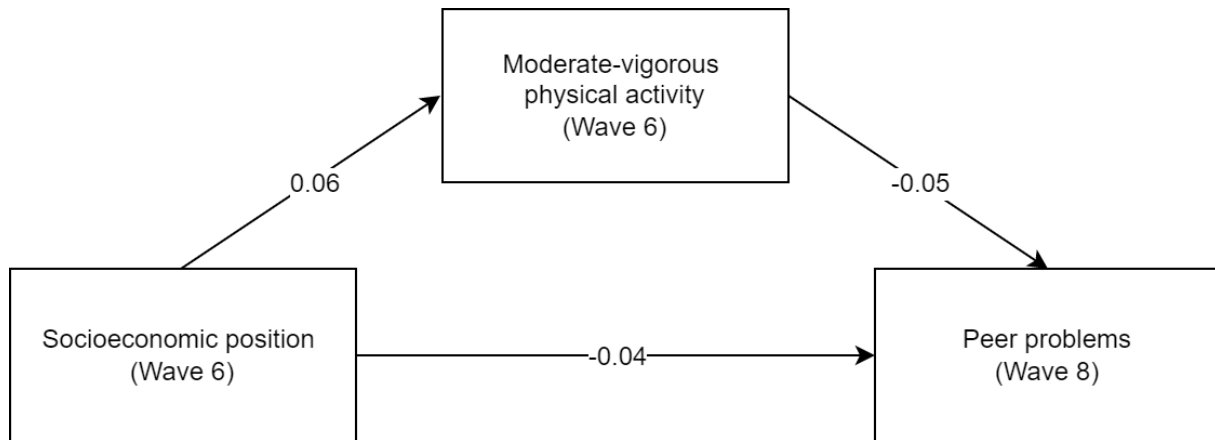 Moderate-vigorous
physical activity
(Wave 6)
0.06
-0.05
Socioeconomic position
(Wave 6)
-0.04
Peer problems
(Wave 8)